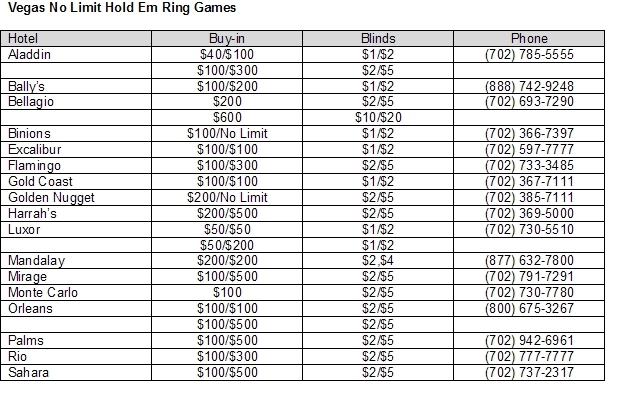 Vegas No Limit Hold Em Ring Games
Hotel Buy-in Blinds Phone
Aladdin $40/$100 $1/$2 (702) 785-5555
$100/$300 $2/$5
Bally's $100/$200 $1/$2 (888) 742-9248
Bellagio $200 $2/$5 (702) 693-7290
$600 $10/$20
Binions $100/No Limit $1/$2 (702) 366-7397
Excalibur $100/$100 $1/$2 (702) 597-7777
Flamingo $100/$300 $2/$5 (702) 733-3485
Gold Coast $100/$100 $1/$2 (702) 367-7111
Golden Nugget $200/No Limit $2/$5 (702) 385-7111
Harrah's $200/$500 $2/$5 (702) 369-5000
Luxor $50/$50 $1/$2 (702) 730-5510
$50/$200 $1/$2
Mandalay $200/$200 $2,$4 (877) 632-7800
Mirage $100/$500 $2/$5 (702) 791-7291
Monte Carlo $100 $2/$5 (702) 730-7780
Orleans $100/$100 $2/$5 (800) 675-3267
$100/$500 $2/$5
Palms $100/$500 $2/$5 (702) 942-6961
Rio $100/$300 $2/$5 (702) 777-7777
Sahara $100/$500 $2/$5 (702) 737-2317